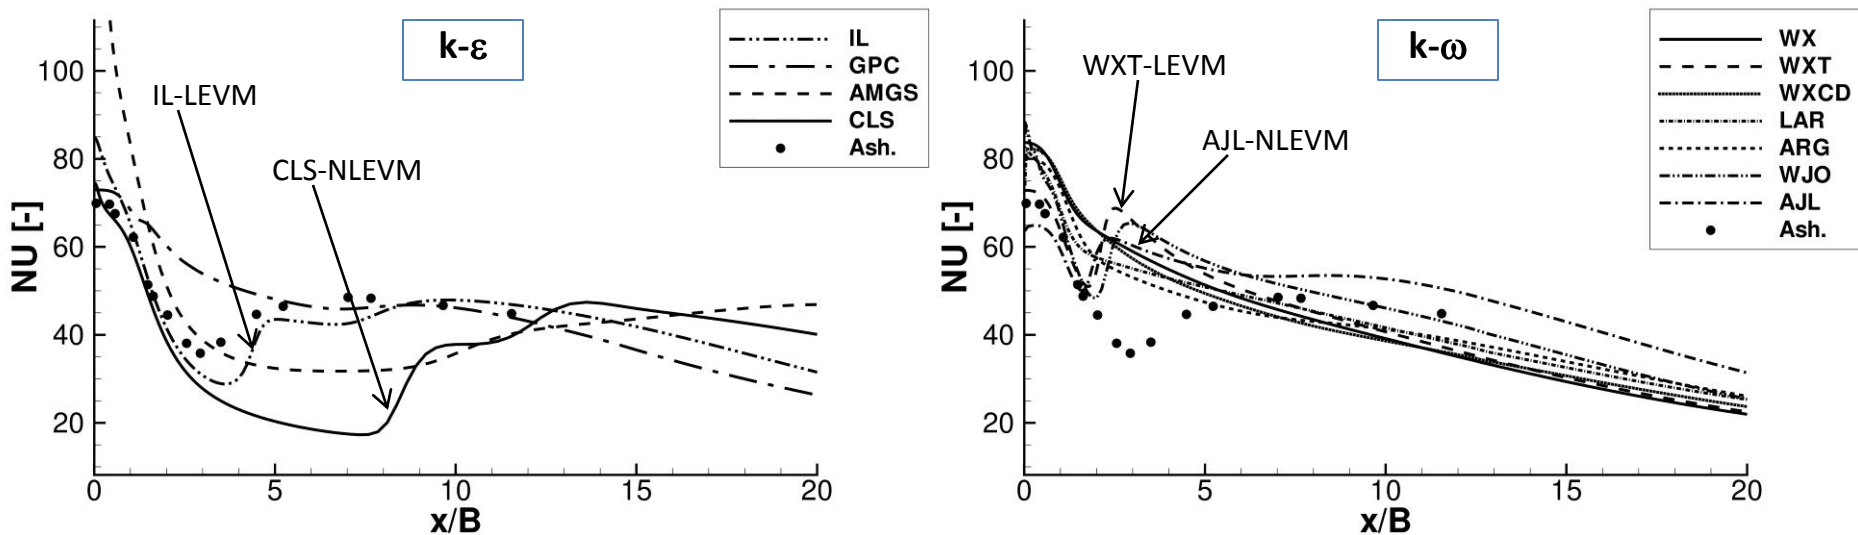 k-ε
IL
GPC
AMGS
CLS
Ash.
IL-LEVM
CLS-NLEVM
NU [-]
100
80
60
40
20
0
5
10
15
20
x/B
k-ω
WX
WXT
WXCD
LAR
ARG
WJO
AJL
Ash.
WXT-LEVM
AJL-NLEVM
NU [-]
100
80
60
40
20
0
5
10
15
20
x/B